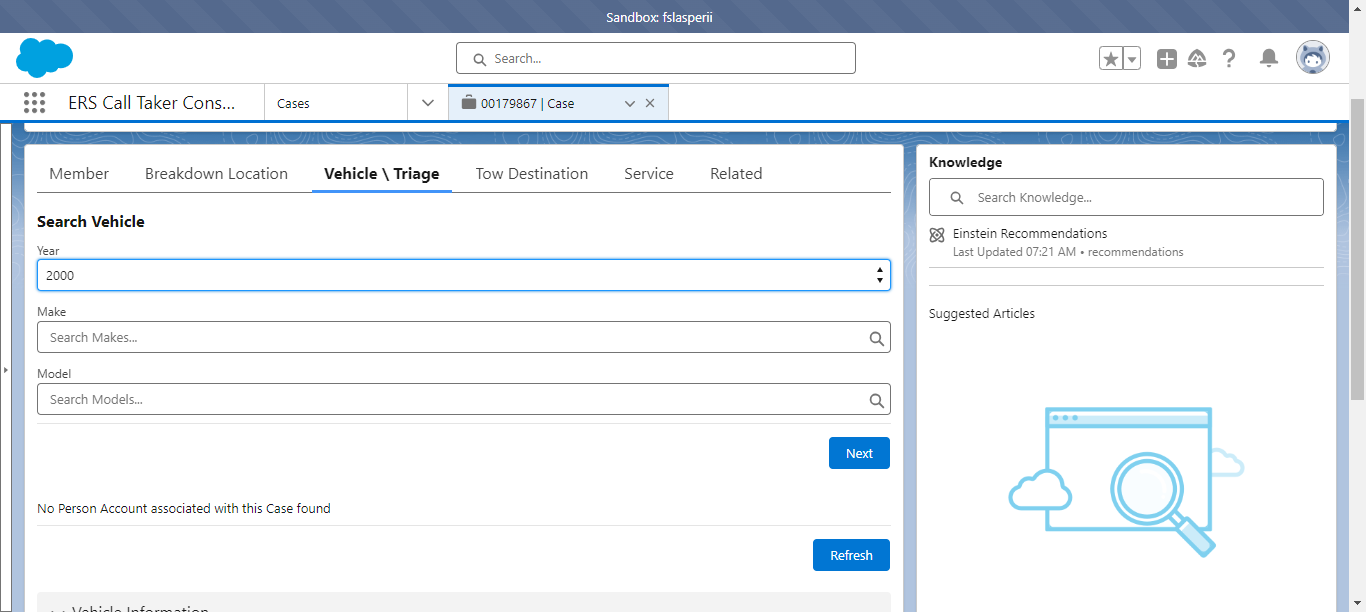 Sandbox: fslasperii
Search...
ERS Call Taker Cons...
Cases
00179867 | Case
Member
Breakdown Location
Vehicle \ Triage
Tow Destination
Service
Related
Search Vehicle
Year
2000
Make
Search Makes...
Model
Search Models...
Next
No Person Account associated with this Case found
Refresh
Vehicle Information
Knowledge
Search Knowledge...
Einstein Recommendations
Last Updated 07:21 AM • recommendations
Suggested Articles